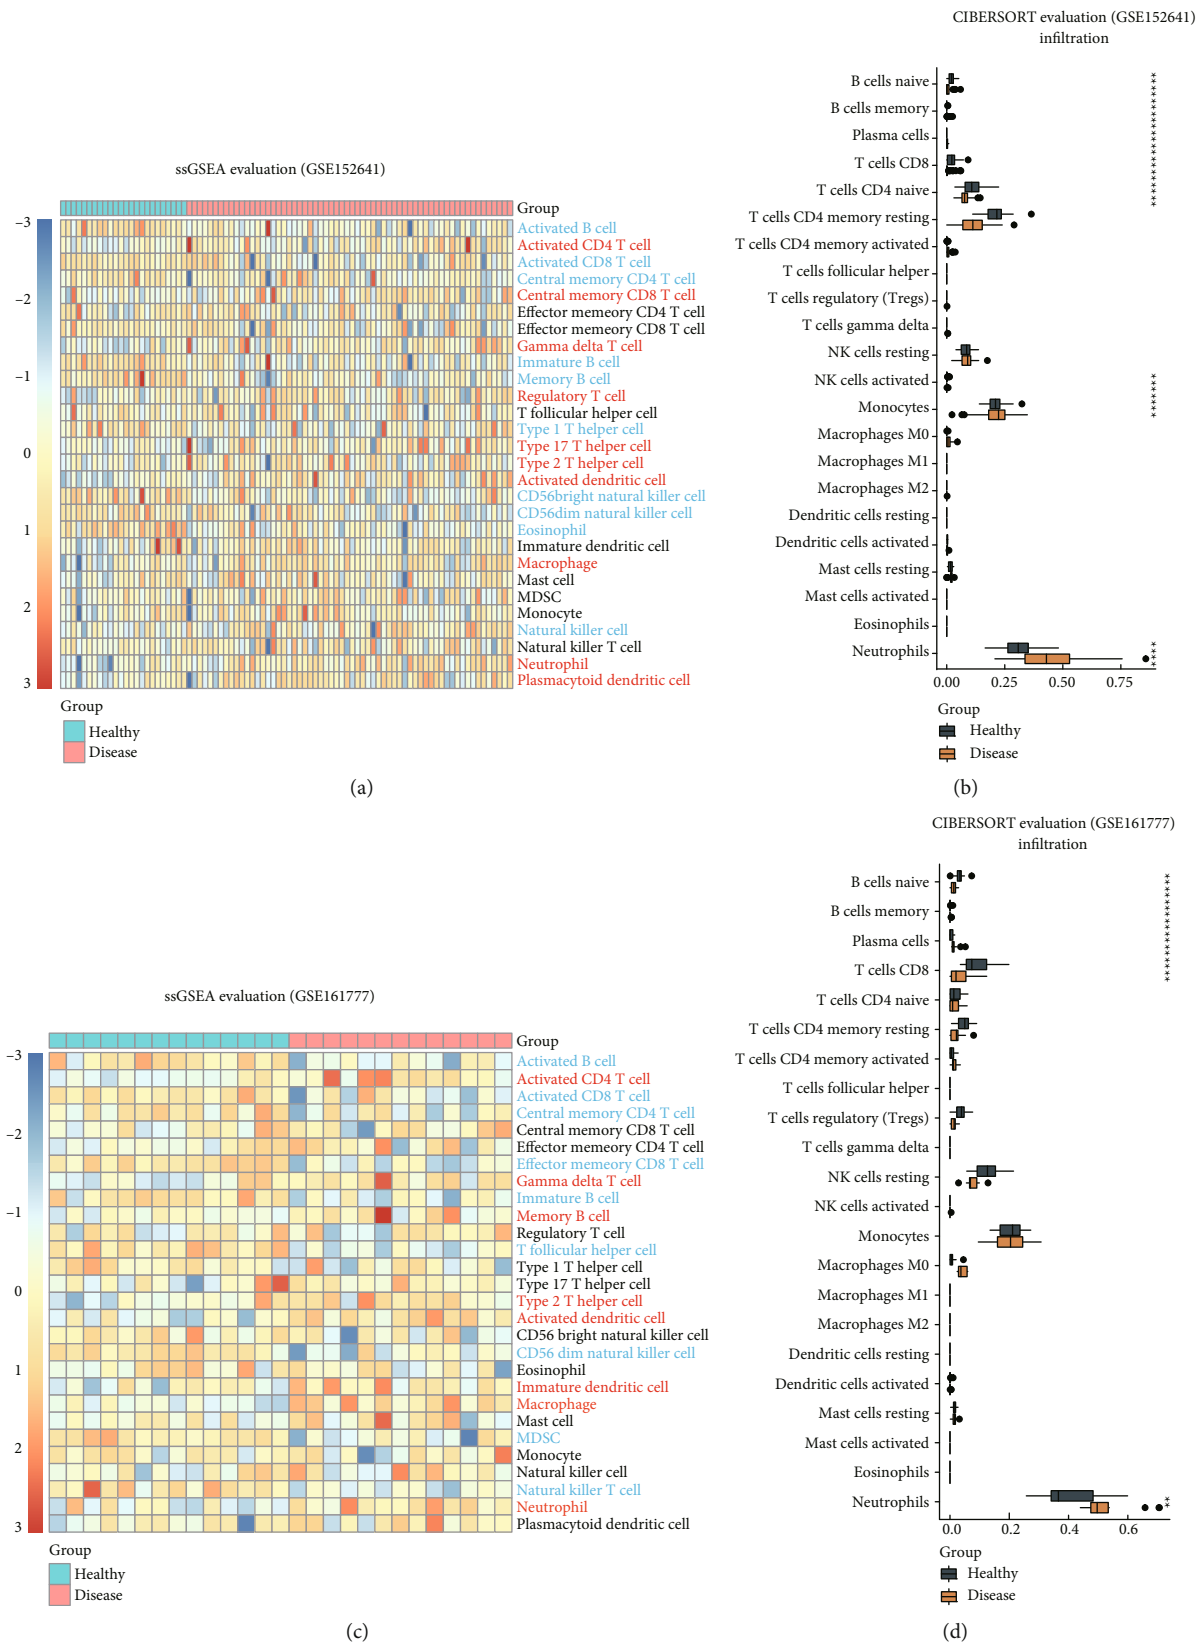 ssGSEA evaluation (GSE152641)
Group
−3
−2
−1
0
1
2
3
Activated B cell
Activated CD4 T cell
Activated CD8 T cell
Central memory CD4 T cell
Central memory CD8 T cell
Effector memeory CD4 T cell
Effector memeory CD8 T cell
Gamma delta T cell
Immature B cell
Memory B cell
Regulatory T cell
T follicular helper cell
Type 1 T helper cell
Type 17 T helper cell
Type 2 T helper cell
Activated dendritic cell
CD56bright natural killer cell
CD56dim natural killer cell
Eosinophil
Immature dendritic cell
Macrophage
Mast cell
MDSC
Monocyte
Natural killer cell
Natural killer T cell
Neutrophil
Plasmacytoid dendritic cell
Group
Healthy
Disease
(a)
CIBERSORT evaluation (GSE152641)
infiltration
B cells naive
B cells memory
Plasma cells
T cells CD8
T cells CD4 naive
T cells CD4 memory resting
T cells CD4 memory activated
T cells follicular helper
T cells regulatory (Tregs)
T cells gamma delta
NK cells resting
NK cells activated
Monocytes
Macrophages M0
Macrophages M1
Macrophages M2
Dendritic cells resting
Dendritic cells activated
Mast cells resting
Mast cells activated
Eosinophils
Neutrophils
0.00 0.25 0.50 0.75
Group
Healthy
Disease
(b)
ssGSEA evaluation (GSE161777)
Group
−3
−2
−1
0
1
2
3
Activated B cell
Activated CD4 T cell
Activated CD8 T cell
Central memory CD4 T cell
Central memory CD8 T cell
Effector memeory CD4 T cell
Effector memeory CD8 T cell
Gamma delta T cell
Immature B cell
Memory B cell
Regulatory T cell
T follicular helper cell
Type 1 T helper cell
Type 17 T helper cell
Type 2 T helper cell
Activated dendritic cell
CD56 bright natural killer cell
CD56 dim natural killer cell
Eosinophil
Immature dendritic cell
Macrophage
Mast cell
MDSC
Monocyte
Natural killer cell
Natural killer T cell
Neutrophil
Plasmacytoid dendritic cell
Group
Healthy
Disease
(c)
CIBERSORT evaluation (GSE161777)
infiltration
B cells naive
B cells memory
Plasma cells
T cells CD8
T cells CD4 naive
T cells CD4 memory resting
T cells CD4 memory activated
T cells follicular helper
T cells regulatory (Tregs)
T cells gamma delta
NK cells resting
NK cells activated
Monocytes
Macrophages M0
Macrophages M1
Macrophages M2
Dendritic cells resting
Dendritic cells activated
Mast cells resting
Mast cells activated
Eosinophils
Neutrophils
0.0 0.2 0.4 0.6
Group
Healthy
Disease
(d)